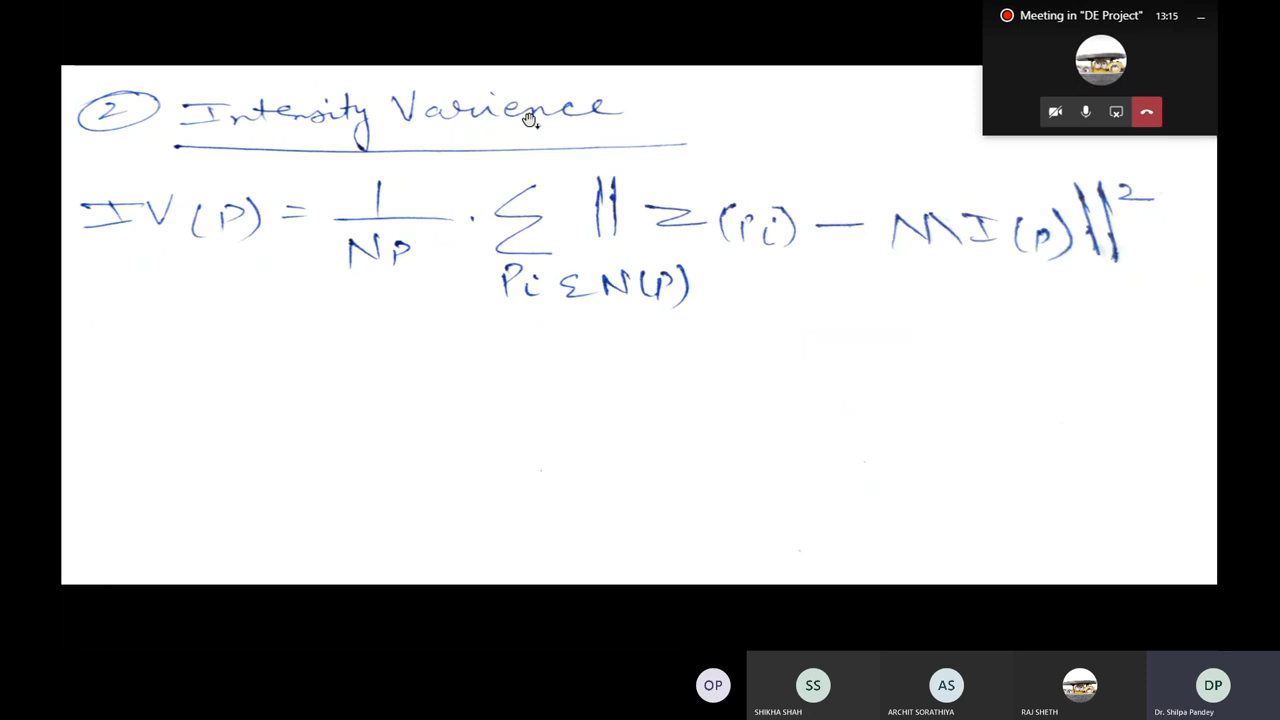 Meeting in "DE Project" 13:15
② Intensity Varience
IV(P) = 1/NP · Σ || Z(Pi) - MI(P) ||²
Pi ε N(P)
OP
SS
AS
DP
SHIKHA SHAH
ARCHIT SORATHIYA
RAJ SHETH
Dr. Shilpa Pandey